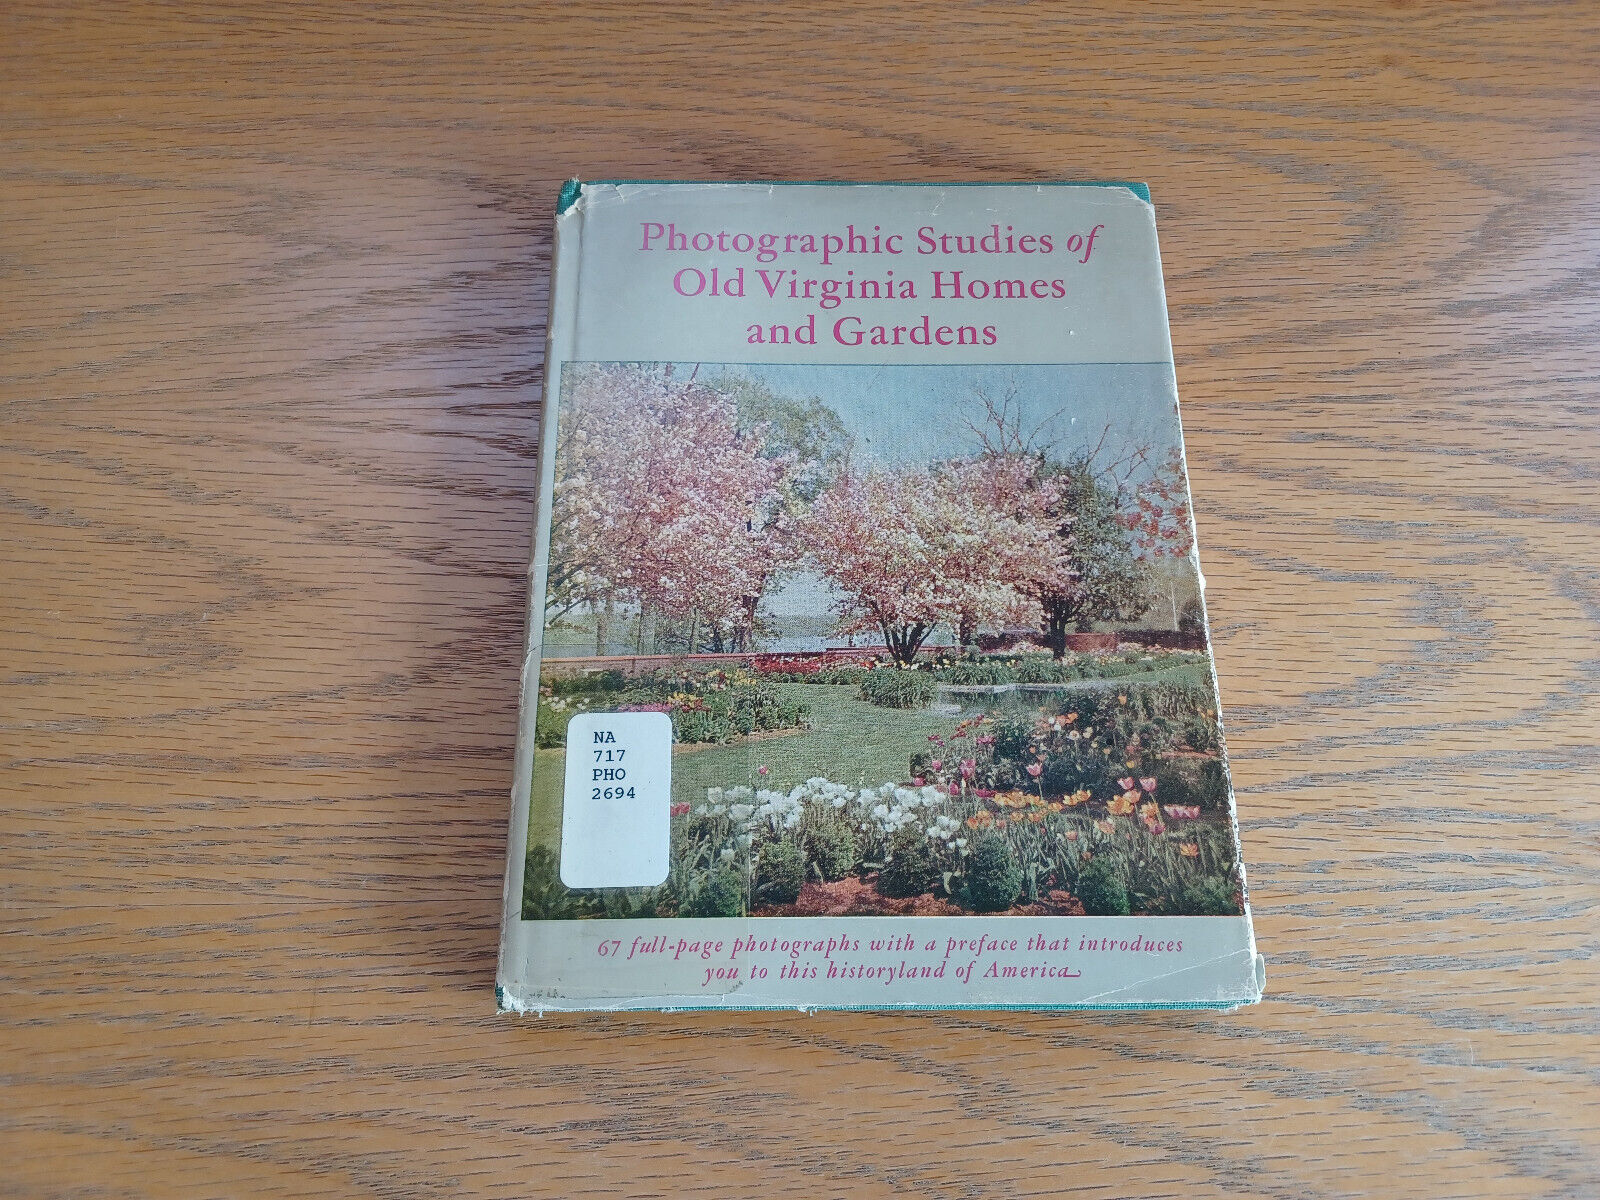 Photographic Studies of
Old Virginia Homes
and Gardens
NA
717
PHO
2694
67 full-page photographs with a preface that introduces
you to this historyland of America